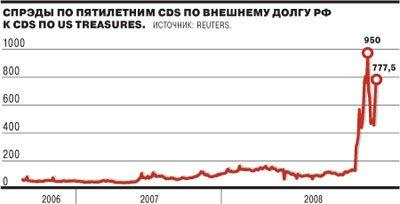 СПРЭДЫ ПО ПЯТИЛЕТНИМ CDS ПО ВНЕШНЕМУ ДОЛГУ РФ
К CDS ПО US TREASURES. ИСТОЧНИК: REUTERS.
1000
950
800
777,5
600
400
200
0
2006 2007 2008